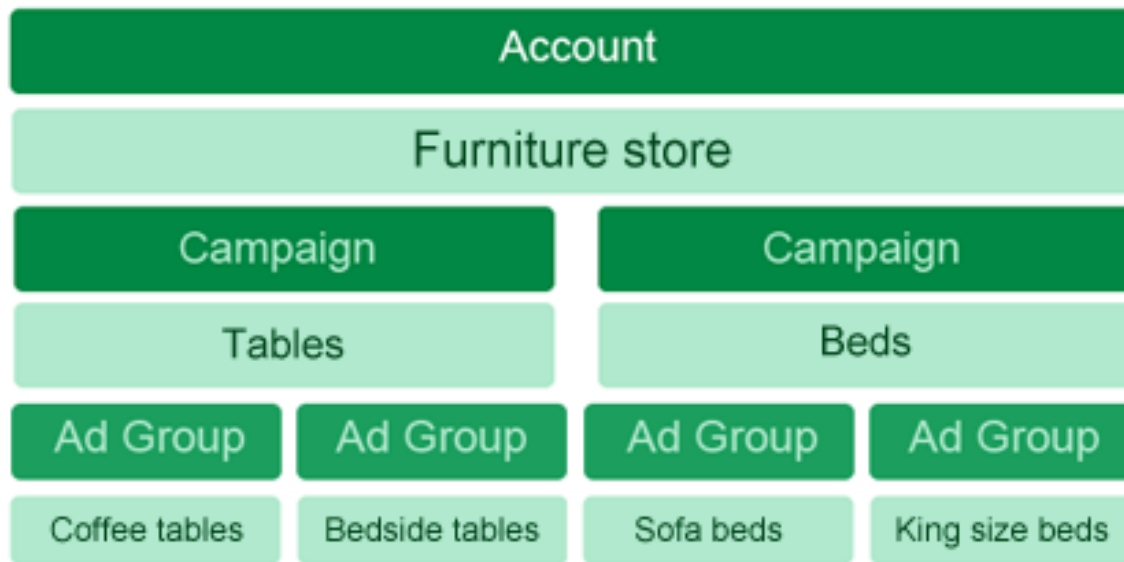 Account
Furniture store
Campaign Campaign
Tables Beds
Ad Group Ad Group Ad Group Ad Group
Coffee tables Bedside tables Sofa beds King size beds